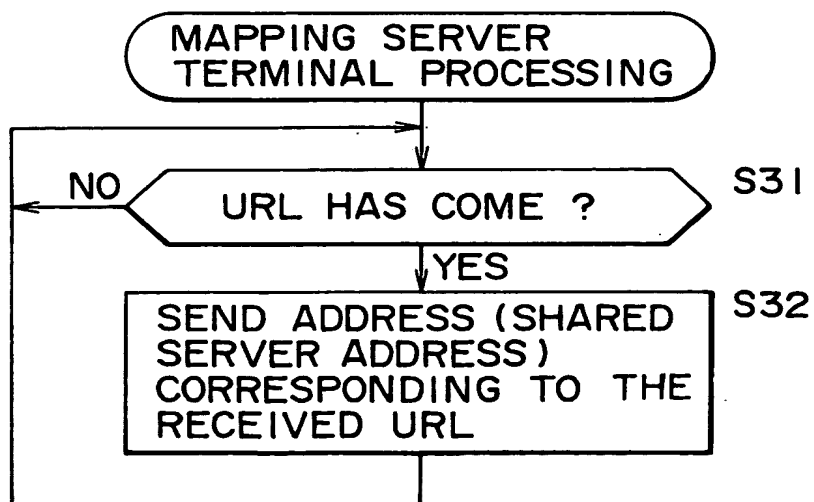 MAPPING SERVER
TERMINAL PROCESSING
NO
URL HAS COME ?
S31
YES
SEND ADDRESS (SHARED
SERVER ADDRESS)
CORRESPONDING TO THE
RECEIVED URL
S32